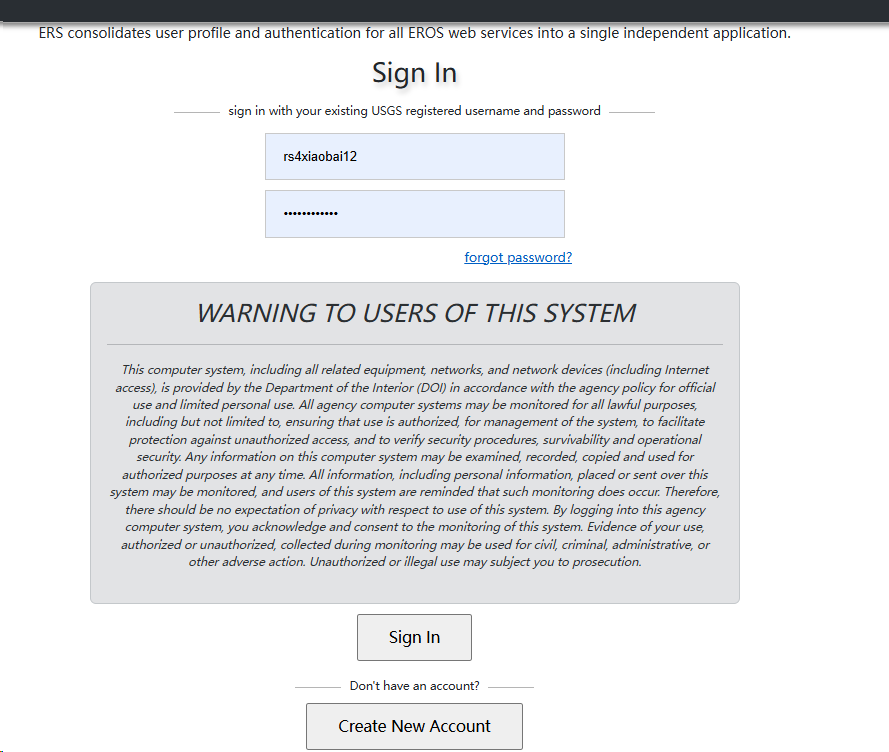 ERS consolidates user profile and authentication for all EROS web services into a single independent application.
Sign In
sign in with your existing USGS registered username and password
rs4xiaobai12
••••••••••••
forgot password?
WARNING TO USERS OF THIS SYSTEM
This computer system, including all related equipment, networks, and network devices (including Internet
access), is provided by the Department of the Interior (DOI) in accordance with the agency policy for official
use and limited personal use. All agency computer systems may be monitored for all lawful purposes,
including but not limited to, ensuring that use is authorized, for management of the system, to facilitate
protection against unauthorized access, and to verify security procedures, survivability and operational
security. Any information on this computer system may be examined, recorded, copied and used for
authorized purposes at any time. All information, including personal information, placed or sent over this
system may be monitored, and users of this system are reminded that such monitoring does occur. Therefore,
there should be no expectation of privacy with respect to use of this system. By logging into this agency
computer system, you acknowledge and consent to the monitoring of this system. Evidence of your use,
authorized or unauthorized, collected during monitoring may be used for civil, criminal, administrative, or
other adverse action. Unauthorized or illegal use may subject you to prosecution.
Sign In
Don't have an account?
Create New Account